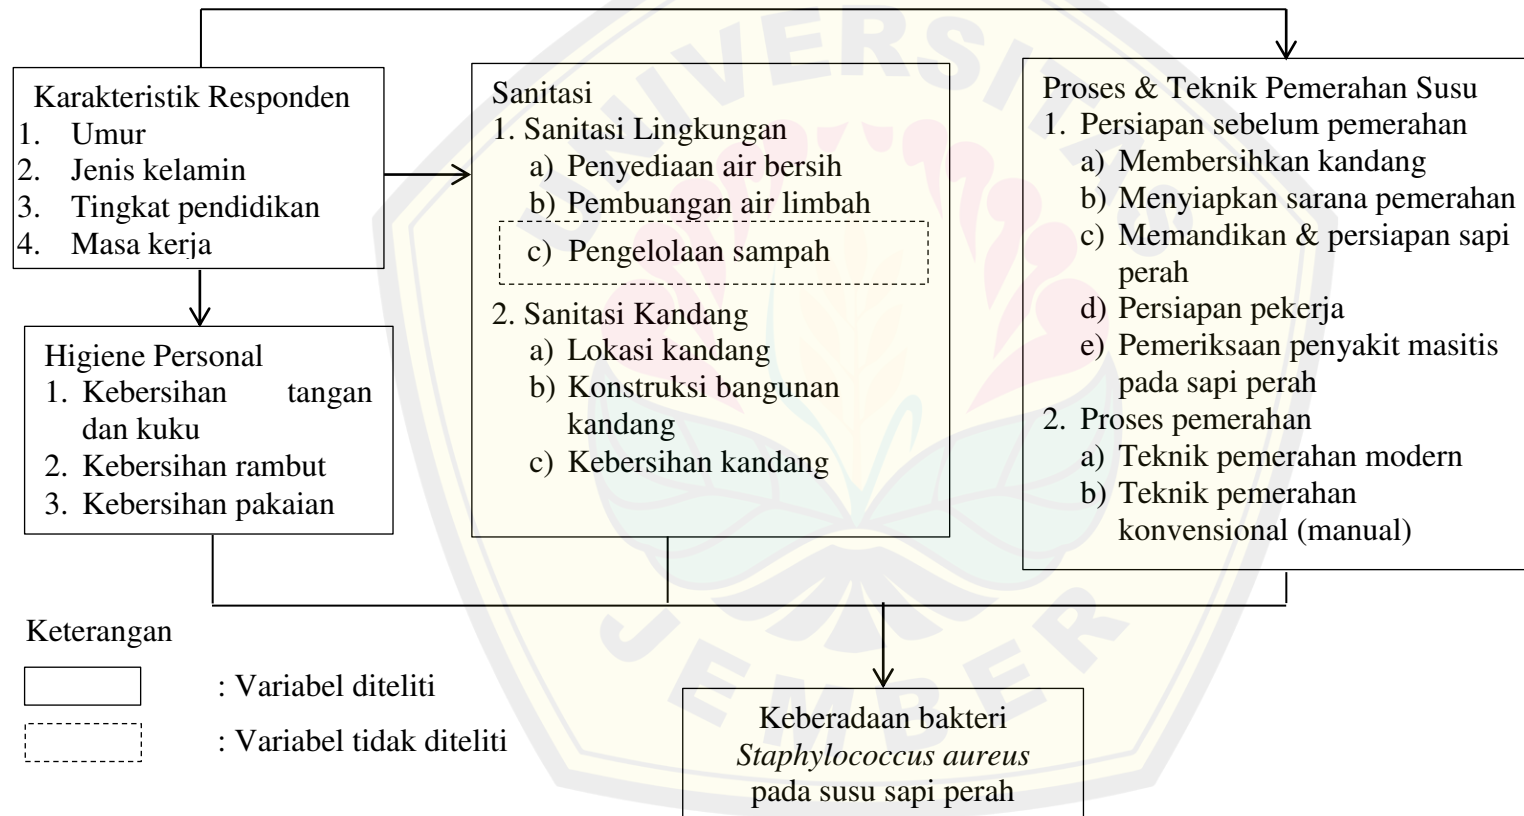 Karakteristik Responden
1. Umur
2. Jenis kelamin
3. Tingkat pendidikan
4. Masa kerja
Higiene Personal
1. Kebersihan tangan
dan kuku
2. Kebersihan rambut
3. Kebersihan pakaian
Sanitasi
1. Sanitasi Lingkungan
a) Penyediaan air bersih
b) Pembuangan air limbah
c) Pengelolaan sampah
2. Sanitasi Kandang
a) Lokasi kandang
b) Konstruksi bangunan
kandang
c) Kebersihan kandang
Proses & Teknik Pemerahan Susu
1. Persiapan sebelum pemerahan
a) Membersihkan kandang
b) Menyiapkan sarana pemerahan
c) Memandikan & persiapan sapi
perah
d) Persiapan pekerja
e) Pemeriksaan penyakit masitis
pada sapi perah
2. Proses pemerahan
a) Teknik pemerahan modern
b) Teknik pemerahan
konvensional (manual)
Keterangan
: Variabel diteliti
: Variabel tidak diteliti
Keberadaan bakteri
Staphylococcus aureus
pada susu sapi perah
UNIVERSITAS
JEMBER